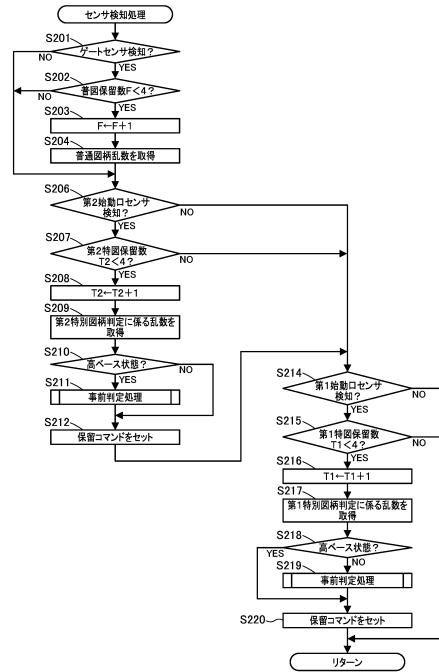 センサ検知処理
S201
ゲートセンサ検知？
NO
YES
S202
普図保留数F＜4？
NO
YES
S203
F←F＋1
S204
普通図柄乱数を取得
S206
第2始動口センサ
検知？
NO
YES
S207
第2特図保留数
T2＜4？
NO
YES
S208
T2←T2＋1
S209
第2特別図柄判定に係る乱数を
取得
S210
高ベース状態？
NO
YES
S211
事前判定処理
S212
保留コマンドをセット
S214
第1始動口センサ
検知？
NO
YES
S215
第1特図保留数
T1＜4？
NO
YES
S216
T1←T1＋1
S217
第1特別図柄判定に係る乱数を
取得
S218
高ベース状態？
YES
NO
S219
事前判定処理
S220
保留コマンドをセット
リターン